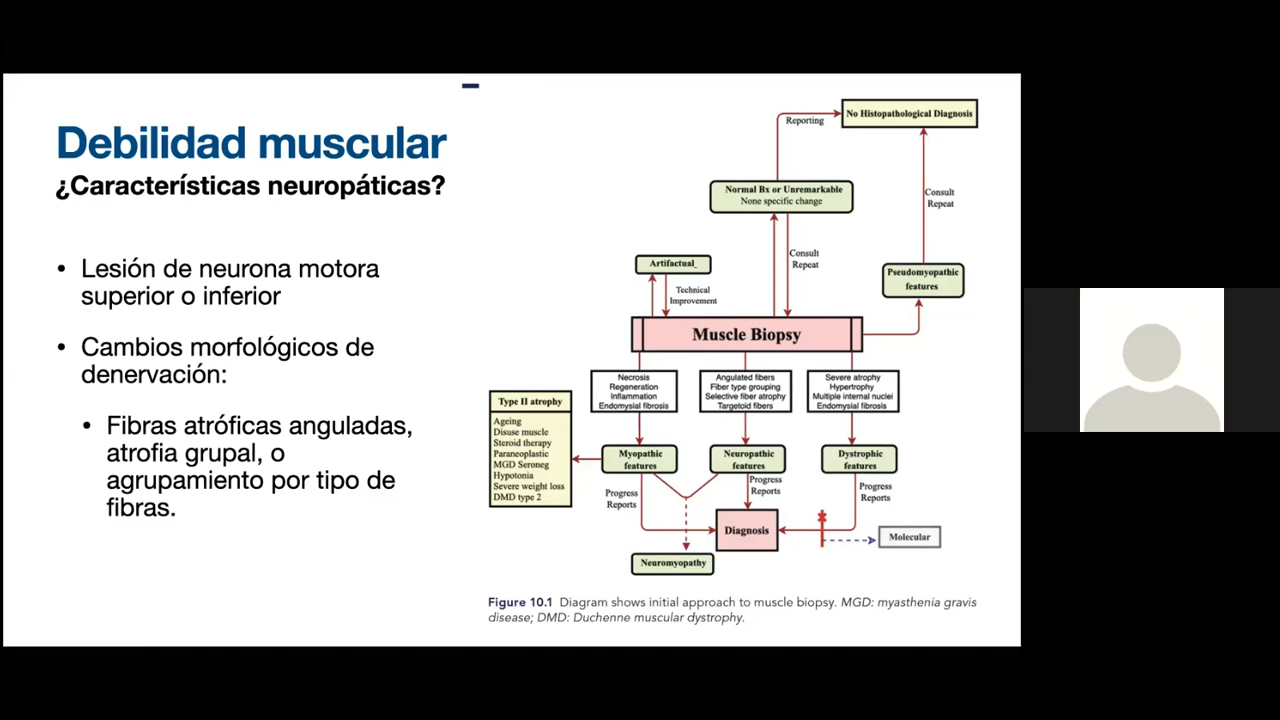 Debilidad muscular
¿Características neuropáticas?
• Lesión de neurona motora
superior o inferior
• Cambios morfológicos de
denervación:
• Fibras atróficas anguladas,
atrofia grupal, o
agrupamiento por tipo de
fibras.
Reporting
No Histopathological Diagnosis
Normal Bx or Unremarkable
None specific change
Consult
Repeat
Consult
Repeat
Artifactual_
Technical
Improvement
Pseudomyopathic
features
Muscle Biopsy
Necrosis
Regeneration
Inflammation
Endomysial fibrosis
Angulated fibers
Fiber type grouping
Selective fiber atrophy
Targetoid fibers
Severe atrophy
Hypertrophy
Multiple internal nuclei
Endomysial fibrosis
Type II atrophy
Ageing
Disuse muscle
Steroid therapy
Paraneoplastic
MGD Seroneg
Hypotonia
Severe weight loss
DMD type 2
Myopathic
features
Neuropathic
features
Dystrophic
features
Progress
Reports
Progress
Reports
Progress
Reports
Diagnosis
Molecular
Neuromyopathy
Figure 10.1 Diagram shows initial approach to muscle biopsy. MGD: myasthenia gravis
disease; DMD: Duchenne muscular dystrophy.